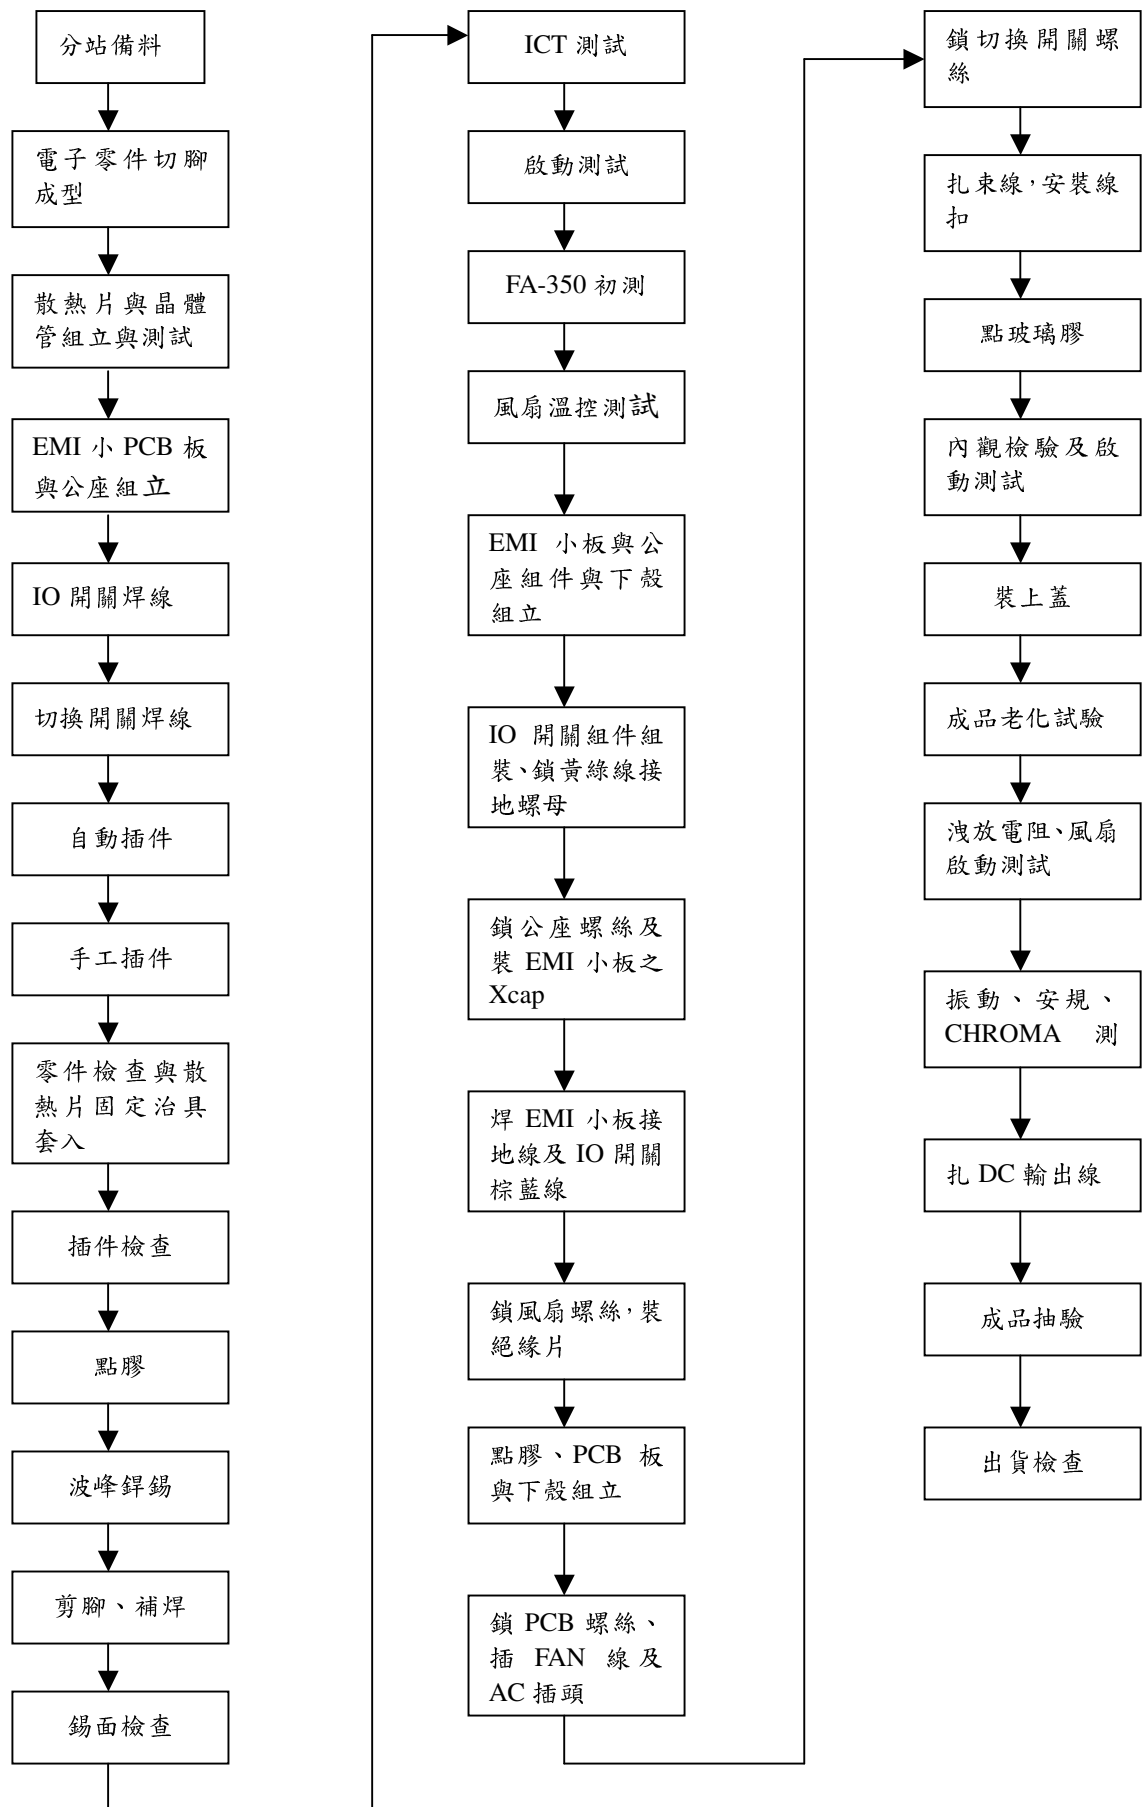 分站備料
電子零件切腳
成型
散熱片與晶體
管組立與測試
EMI 小 PCB 板
與公座組立
IO 開關焊線
切換開關焊線
自動插件
手工插件
零件檢查與散
熱片固定治具
套入
插件檢查
點膠
波峰銲錫
剪腳、補焊
錫面檢查
ICT 測試
啟動測試
FA-350 初測
風扇溫控測試
EMI 小板與公
座組件與下殼
組立
IO 開關組件組
裝、鎖黃綠線接
地螺母
鎖公座螺絲及
裝 EMI 小板之
Xcap
焊 EMI 小板接
地線及 IO 開關
棕藍線
鎖風扇螺絲，裝
絕緣片
點膠、PCB 板
與下殼組立
鎖 PCB 螺絲、
插 FAN 線及
AC 插頭
鎖切換開關螺
絲
扎束線，安裝線
扣
點玻璃膠
內觀檢驗及啟
動測試
裝上蓋
成品老化試驗
洩放電阻、風扇
啟動測試
振動、安規、
CHROMA 測
扎 DC 輸出線
成品抽驗
出貨檢查